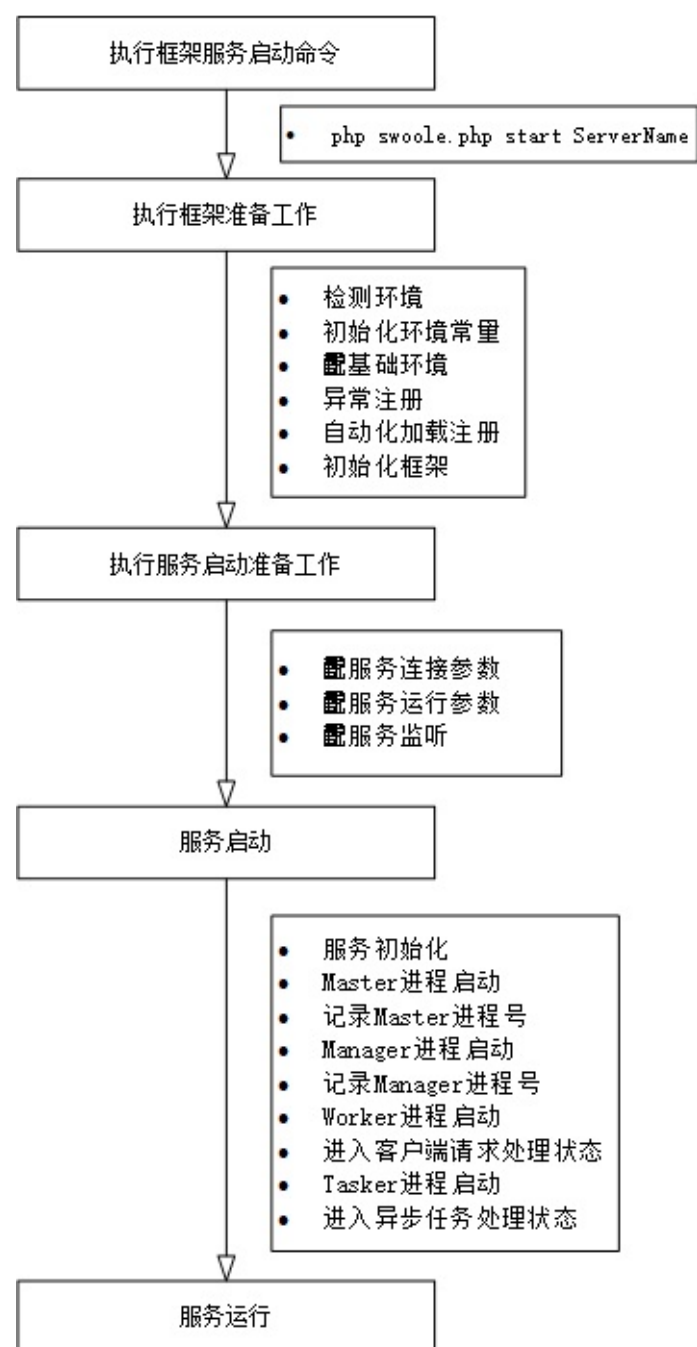 执行框架服务启动命令
• php swoole.php start ServerName
执行框架准备工作
• 检测环境
• 初始化环境常量
• 配基础环境
• 异常注册
• 自动化加载注册
• 初始化框架
执行服务启动准备工作
• 配服务连接参数
• 配服务运行参数
• 配服务监听
服务启动
• 服务初始化
• Master进程启动
• 记录Master进程号
• Manager进程启动
• 记录Manager进程号
• Worker进程启动
• 进入客户端请求处理状态
• Tasker进程启动
• 进入异步任务处理状态
服务运行